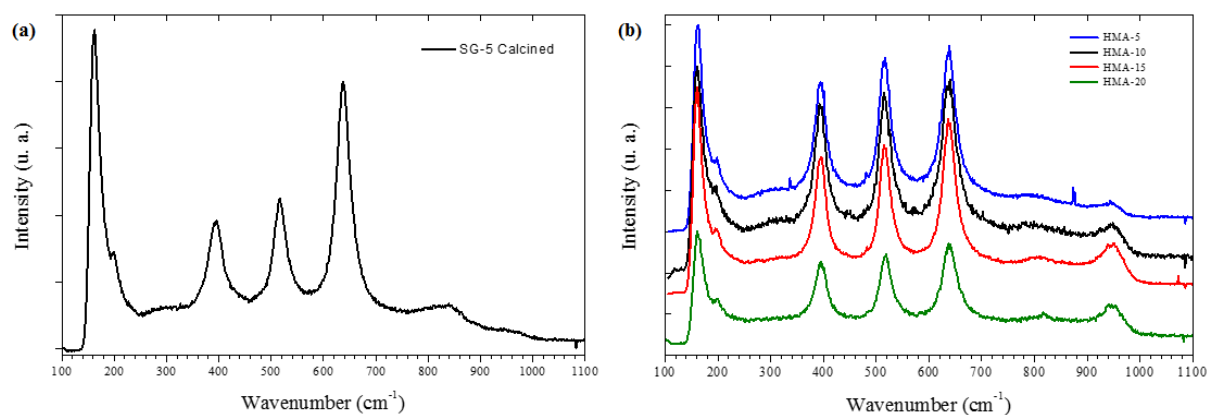 (a)
SG-5 Calcined
Intensity (u. a.)
100 200 300 400 500 600 700 800 900 1000 1100
Wavenumber (cm⁻¹)
(b)
HMA-5
HMA-10
HMA-15
HMA-20
Intensity (u. a.)
100 200 300 400 500 600 700 800 900 1000 1100
Wavenumber (cm⁻¹)